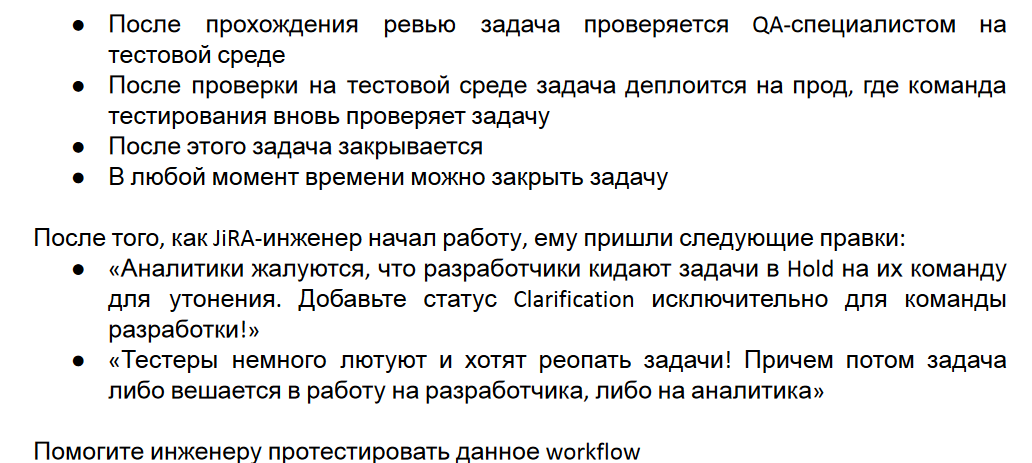 ● После прохождения ревью задача проверяется QA-специалистом на
тестовой среде
● После проверки на тестовой среде задача деплоится на прод, где команда
тестирования вновь проверяет задачу
● После этого задача закрывается
● В любой момент времени можно закрыть задачу
После того, как JiRA-инженер начал работу, ему пришли следующие правки:
● «Аналитики жалуются, что разработчики кидают задачи в Hold на их команду
для утонения. Добавьте статус Clarification исключительно для команды
разработки!»
● «Тестеры немного лютуют и хотят реопать задачи! Причем потом задача
либо вешается в работу на разработчика, либо на аналитика»
Помогите инженеру протестировать данное workflow